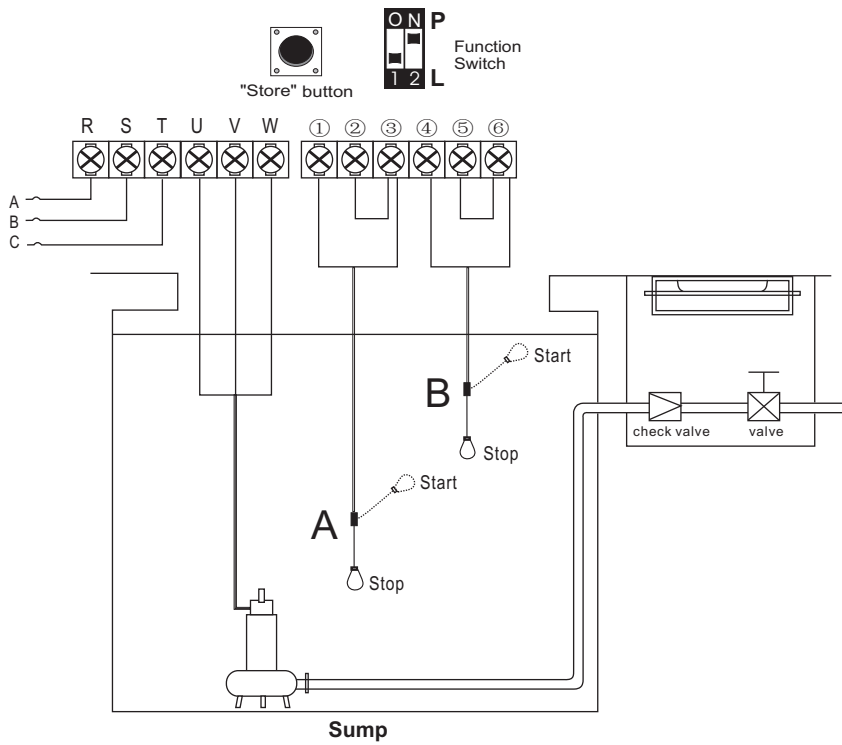 ON P
Function
Switch
1 2 L
"Store" button
R S T U V W ① ② ③ ④ ⑤ ⑥
A
B
C
B
Start
Stop
check valve
valve
A
Start
Stop
Sump